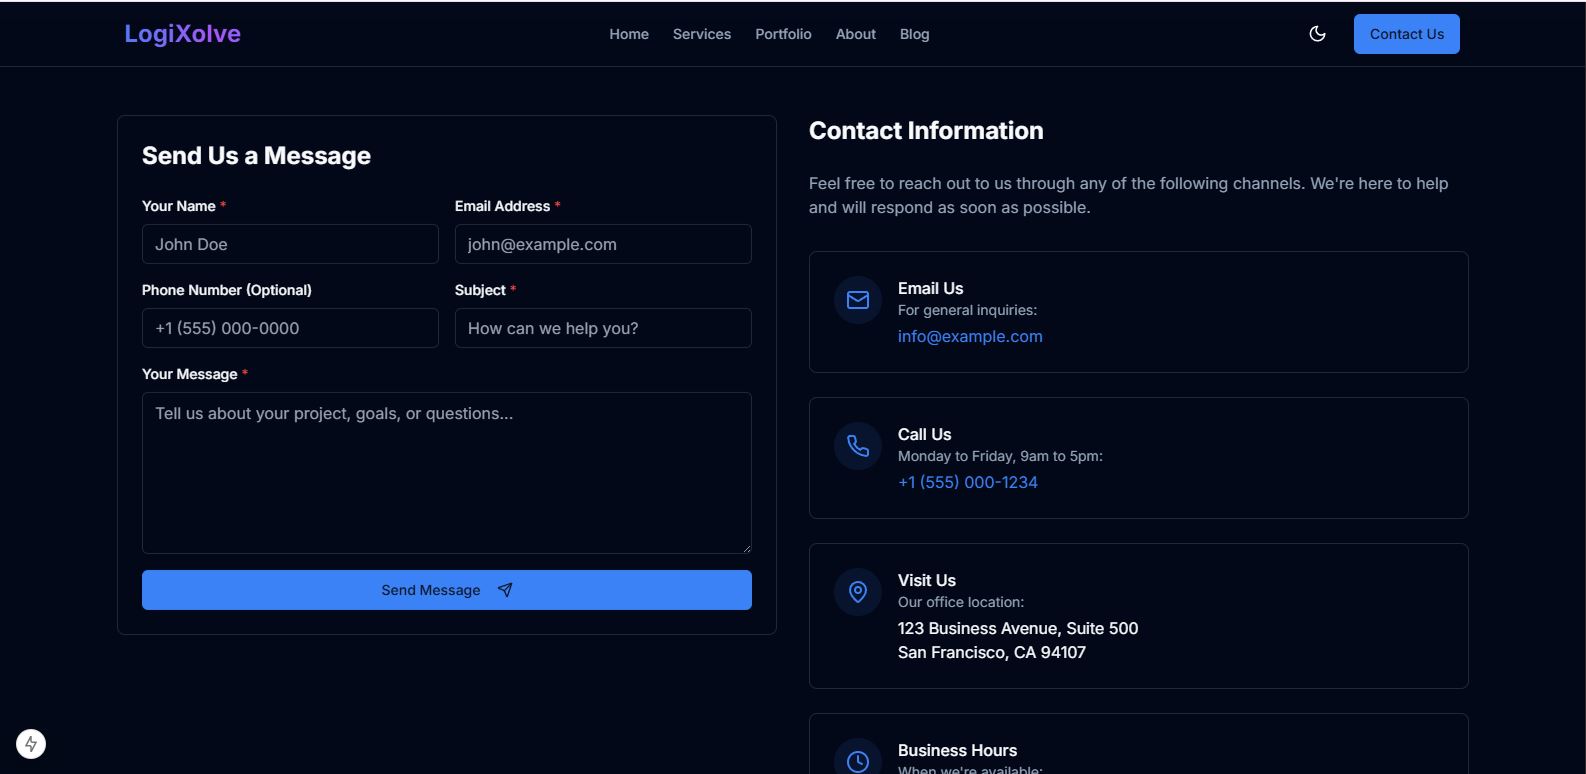 LogiXolve
Home
Services
Portfolio
About
Blog
Contact Us
Send Us a Message
Your Name *
John Doe
Email Address *
john@example.com
Phone Number (Optional)
+1 (555) 000-0000
Subject *
How can we help you?
Your Message *
Tell us about your project, goals, or questions...
Send Message
Contact Information
Feel free to reach out to us through any of the following channels. We're here to help
and will respond as soon as possible.
Email Us
For general inquiries:
info@example.com
Call Us
Monday to Friday, 9am to 5pm:
+1 (555) 000-1234
Visit Us
Our office location:
123 Business Avenue, Suite 500
San Francisco, CA 94107
Business Hours
When we're available: